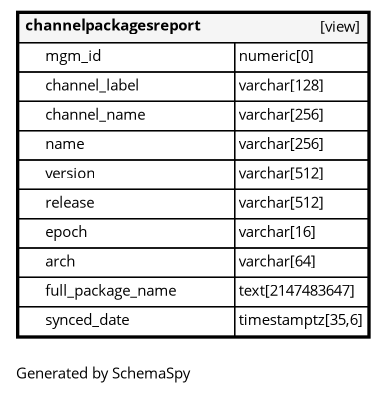 channelpackagesreport [view]
mgm_id numeric[0]
channel_label varchar[128]
channel_name varchar[256]
name varchar[256]
version varchar[512]
release varchar[512]
epoch varchar[16]
arch varchar[64]
full_package_name text[2147483647]
synced_date timestamptz[35,6]
Generated by SchemaSpy